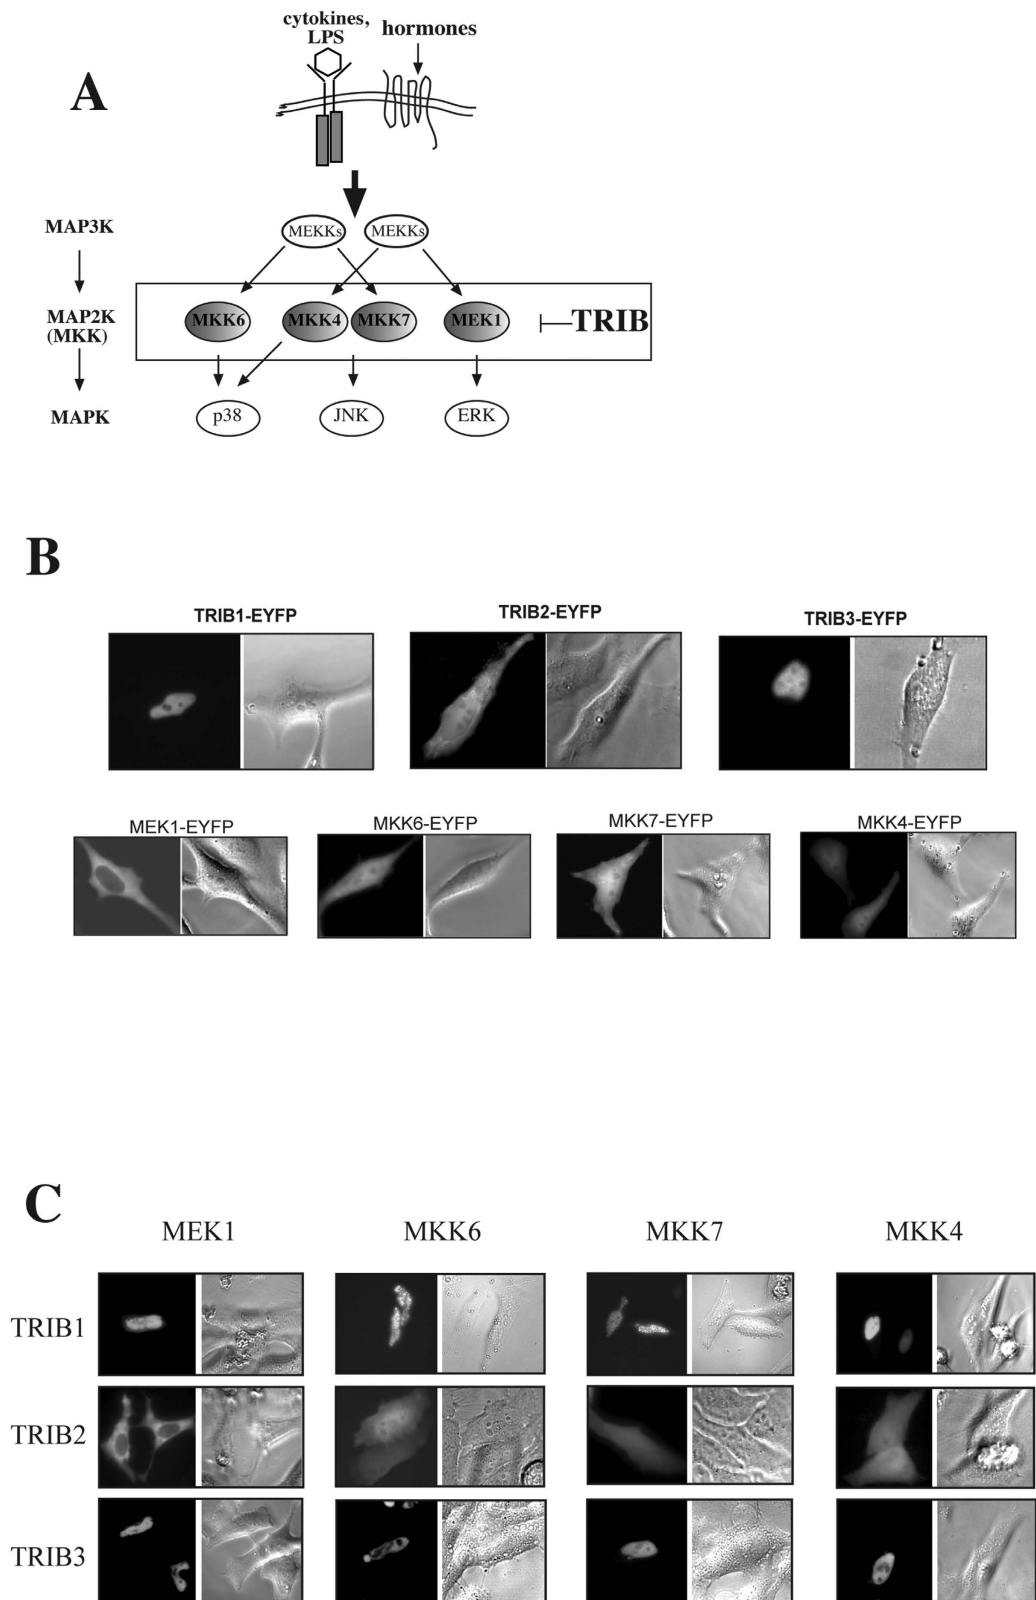 cytokines,
LPS
hormones
A
MAP3K
MEKKs MEKKs
MAP2K
(MKK)
MKK6 MKK4 MKK7 MEK1 TRIB
MAPK
p38 JNK ERK
B
TRIB1-EYFP TRIB2-EYFP TRIB3-EYFP
MEK1-EYFP MKK6-EYFP MKK7-EYFP MKK4-EYFP
C
MEK1 MKK6 MKK7 MKK4
TRIB1
TRIB2
TRIB3